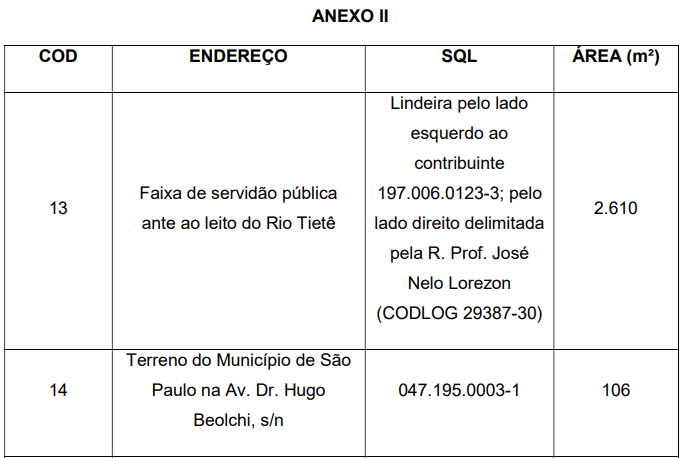 ANEXO II
COD ENDEREÇO SQL ÁREA (m²)
13
Faixa de servidão pública
ante ao leito do Rio Tietê
Lindeira pelo lado
esquerdo ao
contribuinte
197.006.0123-3; pelo
lado direito delimitada
pela R. Prof. José
Nelo Lorezon
(CODLOG 29387-30)
2.610
14
Terreno do Município de São
Paulo na Av. Dr. Hugo
Beolchi, s/n
047.195.0003-1
106